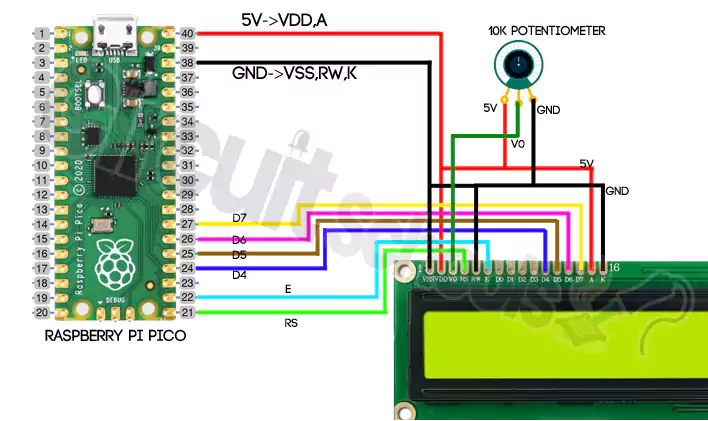 5V->VDD,A
GND->VSS,RW,K
10K POTENTIOMETER
5V
GND
V0
5V
GND
1
2
3
4
5
6
7
8
9
10
11
12
13
14
15
16
17
18
19
20
40
39
38
37
36
35
34
33
32
31
30
29
28
27
26
25
24
23
22
21
LED
USB
BOOTSEL
Raspberry Pi Pico © 2020
DEBUG
D7
D6
D5
D4
E
RS
RASPBERRY PI PICO
1
16
VSS VDD V0 RS RW E D0 D1 D2 D3 D4 D5 D6 D7 A K